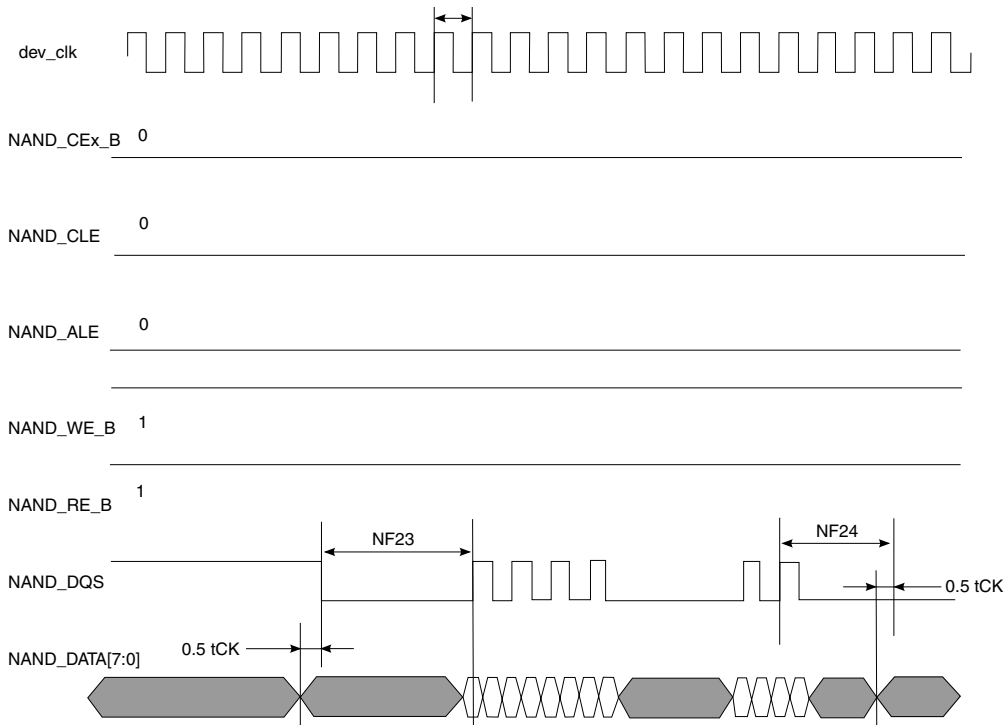 dev_clk
NAND_CEx_B 0
NAND_CLE 0
NAND_ALE 0
NAND_WE_B 1
NAND_RE_B 1
NF23
NF24
NAND_DQS
0.5 tCK
0.5 tCK
NAND_DATA[7:0]